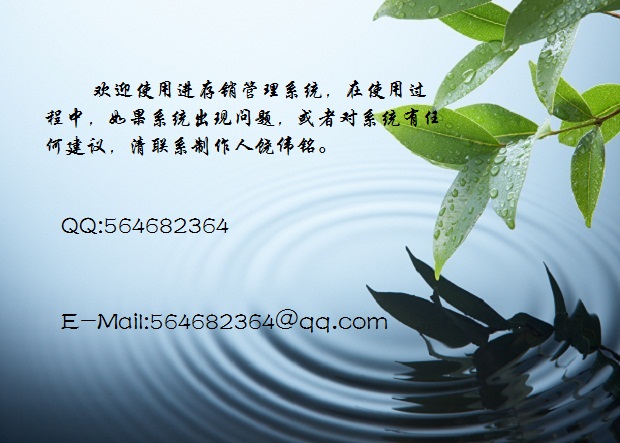 欢迎使用进存销管理系统，在使用过
程中，如果系统出现问题，或者对系统有任
何建议，请联系制作人饶伟铭。
QQ:564682364
E-Mail:564682364@qq.com